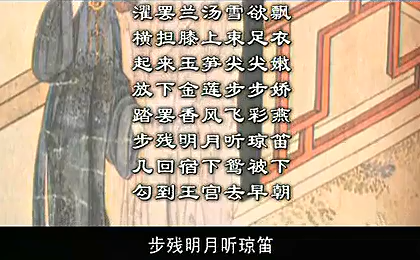 濯罢兰汤雪欲飘
横担膝上束足衣
起来玉笋尖尖嫩
放下金莲步步娇
踏罢香风飞彩燕
步残明月听琼笛
几回宿下鸳被下
勾到王宫去早朝
步残明月听琼笛